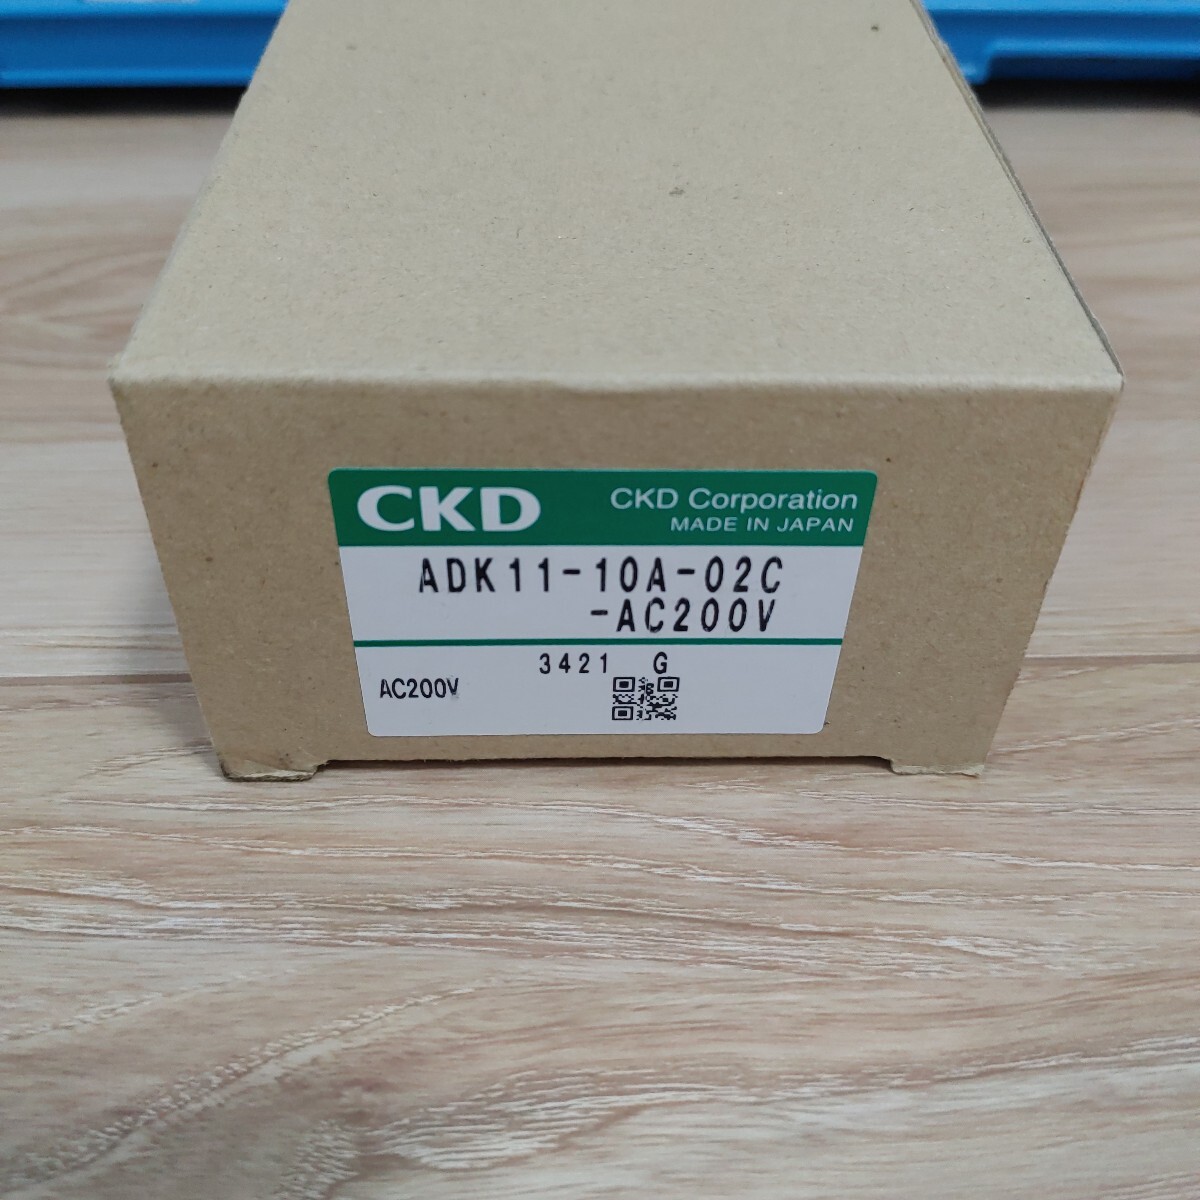 CKD
CKD Corporation
MADE IN JAPAN
ADK11-10A-02C
-AC200V
3421 G
AC200V